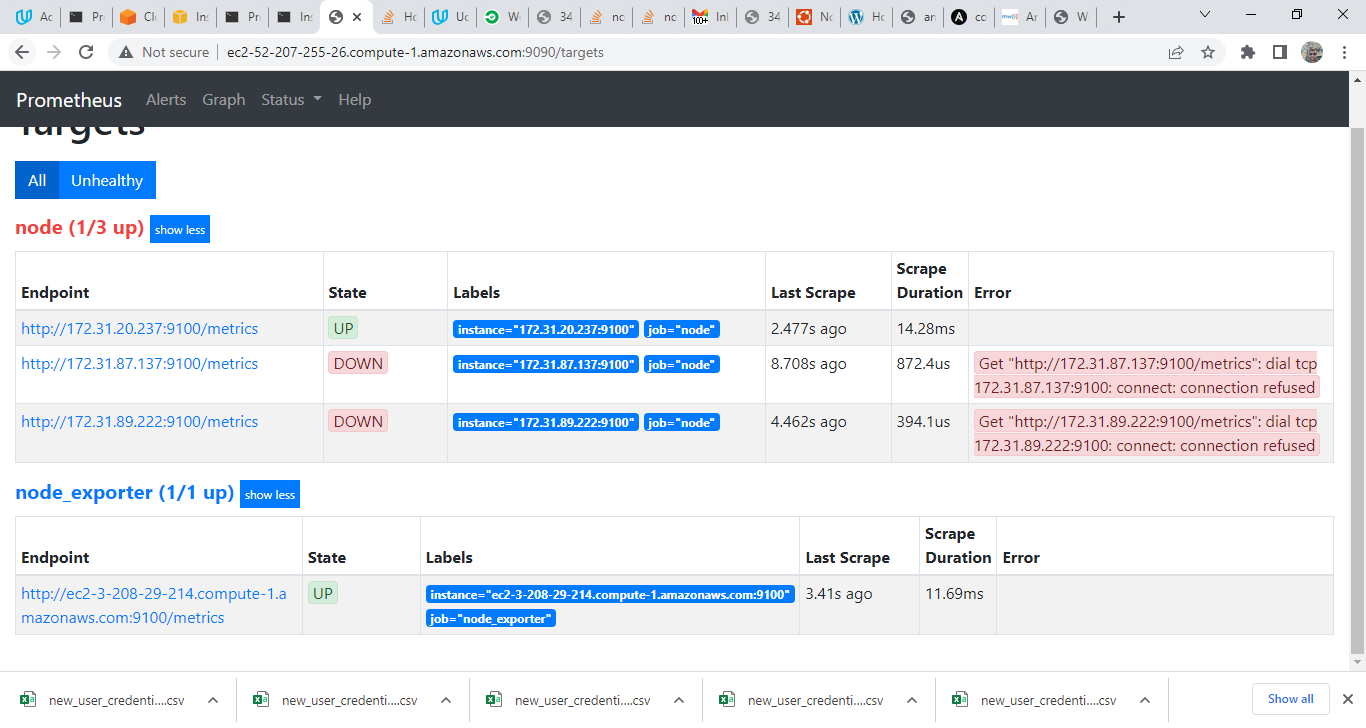 Ac
Pr
Cl
Ins
Pr
Ins
Ho
Uc
W
34
nc
no
100+
Inl
34
No
Ho
an
co
mw(i)
Ar
W
Not secure
ec2-52-207-255-26.compute-1.amazonaws.com:9090/targets
Prometheus Alerts Graph Status Help
Targets
All Unhealthy
node (1/3 up) show less
Endpoint State Labels Last Scrape Scrape Duration Error
http://172.31.20.237:9100/metrics UP instance="172.31.20.237:9100" job="node" 2.477s ago 14.28ms
http://172.31.87.137:9100/metrics DOWN instance="172.31.87.137:9100" job="node" 8.708s ago 872.4us Get "http://172.31.87.137:9100/metrics": dial tcp
172.31.87.137:9100: connect: connection refused
http://172.31.89.222:9100/metrics DOWN instance="172.31.89.222:9100" job="node" 4.462s ago 394.1us Get "http://172.31.89.222:9100/metrics": dial tcp
172.31.89.222:9100: connect: connection refused
node_exporter (1/1 up) show less
Endpoint State Labels Last Scrape Scrape Duration Error
http://ec2-3-208-29-214.compute-1.a UP instance="ec2-3-208-29-214.compute-1.amazonaws.com:9100" 3.41s ago 11.69ms
mazonaws.com:9100/metrics job="node_exporter"
new_user_credenti....csv new_user_credenti....csv new_user_credenti....csv new_user_credenti....csv new_user_credenti....csv Show all